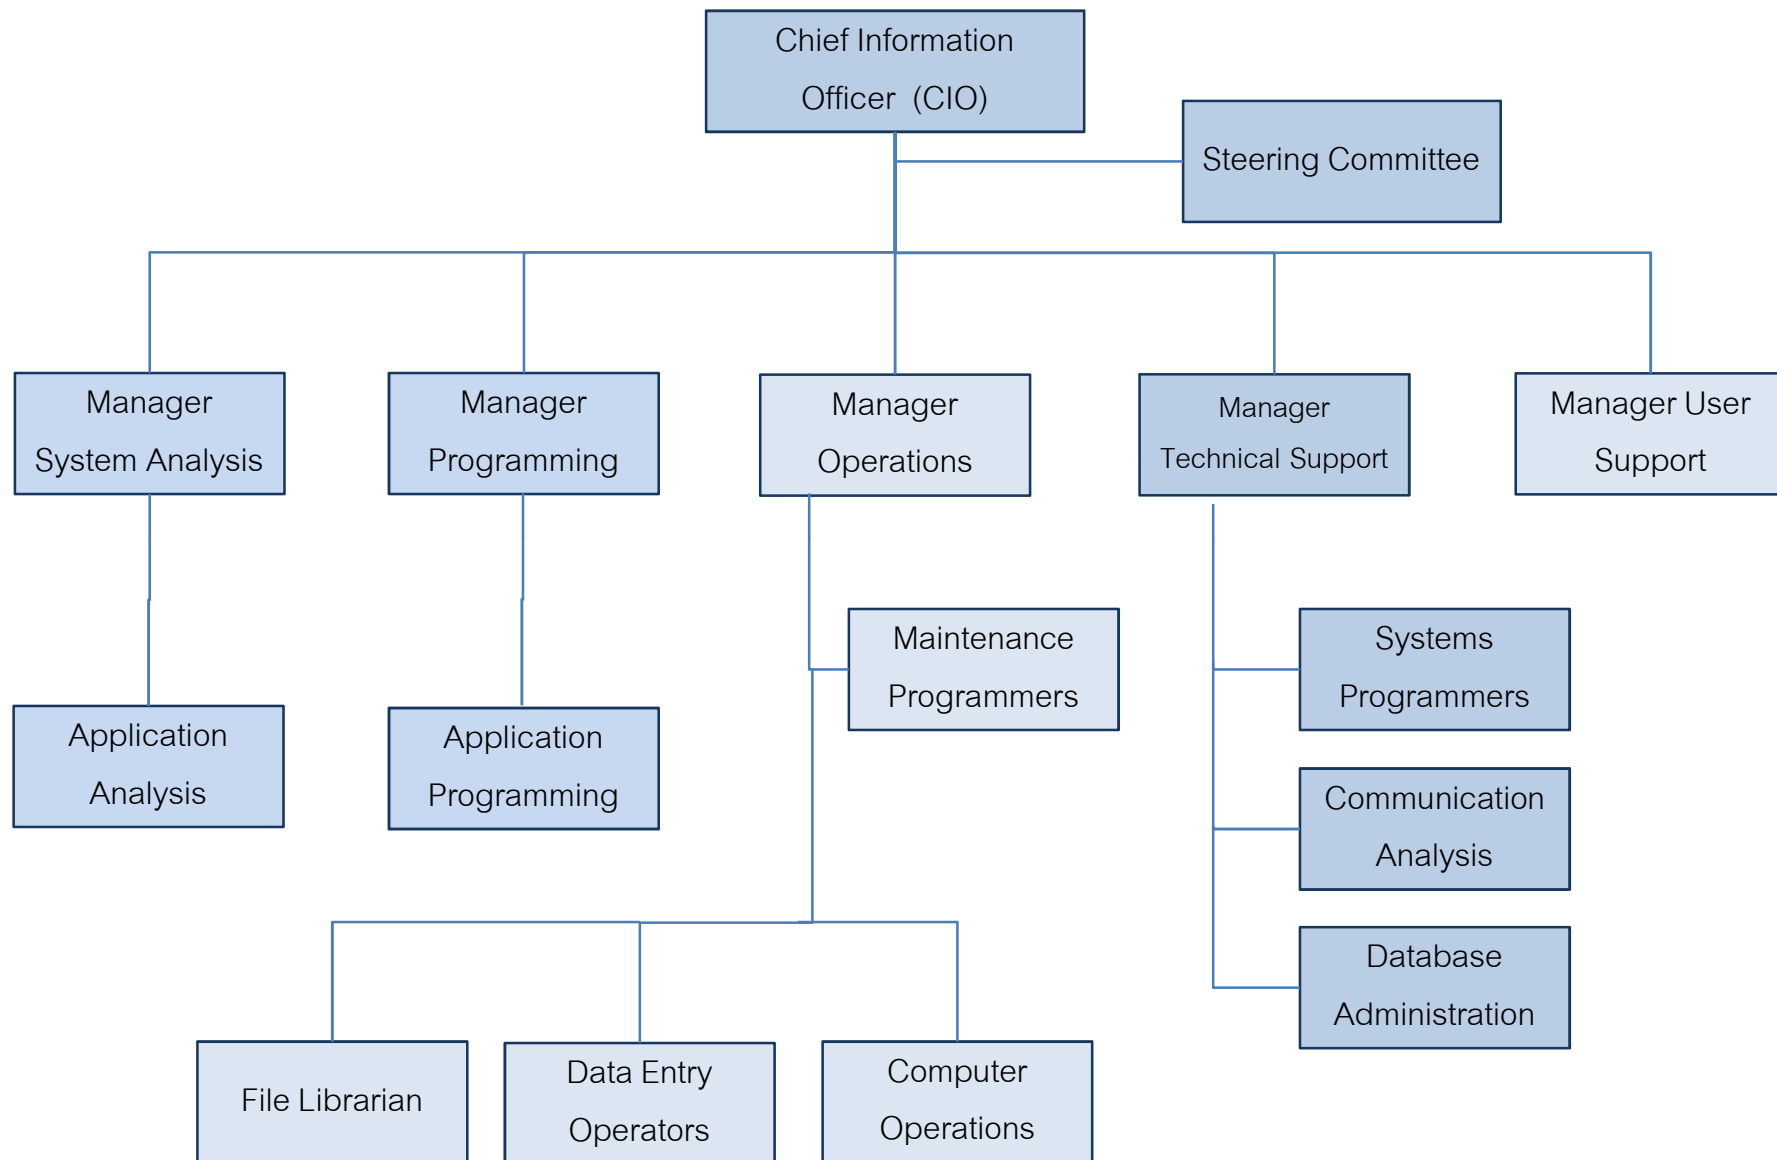 Chief Information
Officer  (CIO)
Steering Committee
Manager
System Analysis
Manager
Programming
Manager
Operations
Manager
Technical Support
Manager User
Support
Maintenance
Programmers
Systems
Programmers
Application
Analysis
Application
Programming
Communication
Analysis
Database
Administration
File Librarian
Data Entry
Operators
Computer
Operations